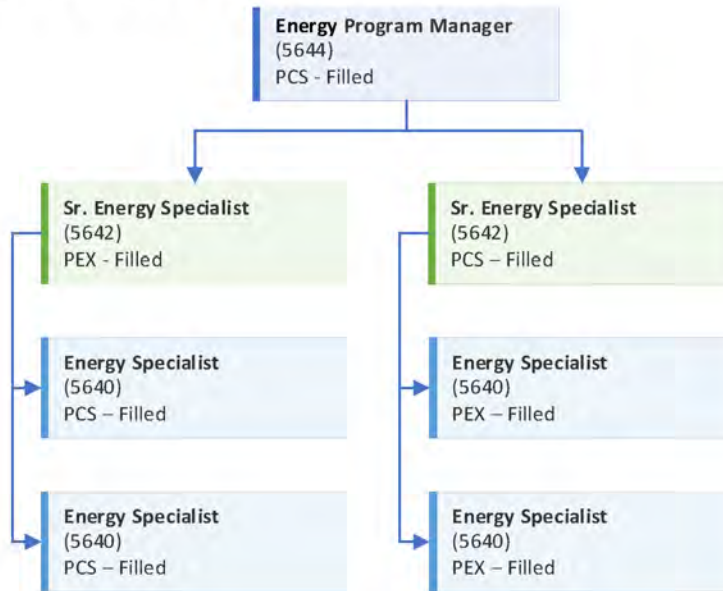 Energy Program Manager
(5644)
PCS - Filled
Sr. Energy Specialist
(5642)
PEX - Filled
Sr. Energy Specialist
(5642)
PCS – Filled
Energy Specialist
(5640)
PCS – Filled
Energy Specialist
(5640)
PEX – Filled
Energy Specialist
(5640)
PCS – Filled
Energy Specialist
(5640)
PEX – Filled